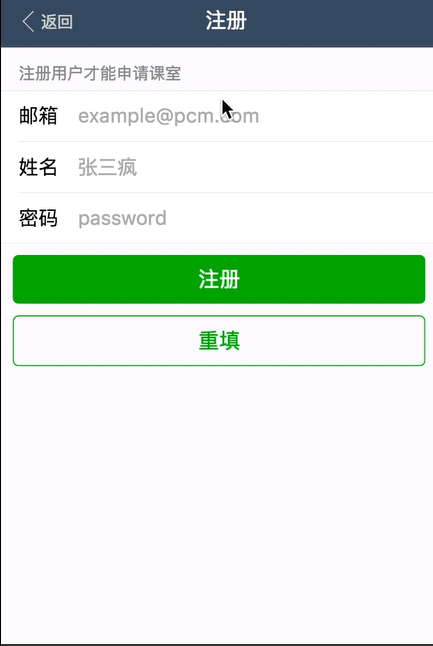 返回
注册
注册用户才能申请课室
邮箱 example@pcm.com
姓名 张三疯
密码 password
注册
重填